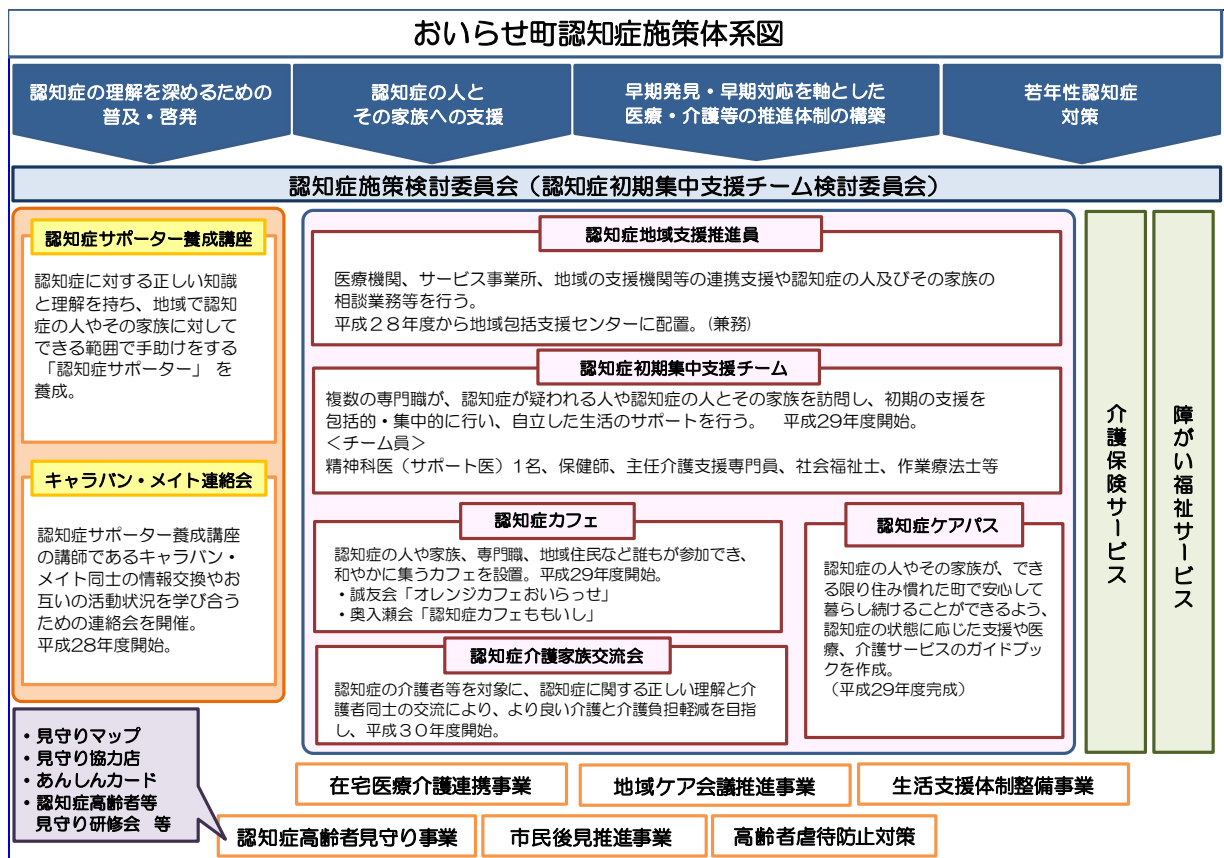 おいらせ町認知症施策体系図
認知症の理解を深めるための
普及・啓発
認知症の人と
その家族への支援
早期発見・早期対応を軸とした
医療・介護等の推進体制の構築
若年性認知症
対策
認知症施策検討委員会（認知症初期集中支援チーム検討委員会）
認知症サポーター養成講座
認知症に対する正しい知識
と理解を持ち、地域で認知
症の人やその家族に対して
できる範囲で手助けをする
「認知症サポーター」 を
養成。
キャラバン・メイト連絡会
認知症サポーター養成講座
の講師であるキャラバン・
メイト同士の情報交換やお
互いの活動状況を学び合う
ための連絡会を開催。
平成28年度開始。
認知症地域支援推進員
医療機関、サービス事業所、地域の支援機関等の連携支援や認知症の人及びその家族の
相談業務等を行う。
平成２８年度から地域包括支援センターに配置。(兼務)
認知症初期集中支援チーム
複数の専門職が、認知症が疑われる人や認知症の人とその家族を訪問し、初期の支援を
包括的・集中的に行い、自立した生活のサポートを行う。　平成29年度開始。
＜チーム員＞
精神科医（サポート医）1名、保健師、主任介護支援専門員、社会福祉士、作業療法士等
認知症カフェ
認知症の人や家族、専門職、地域住民など誰もが参加でき、
和やかに集うカフェを設置。平成29年度開始。
・誠友会「オレンジカフェおいらっせ」
・奥入瀬会「認知症カフェももいし」
認知症ケアパス
認知症の人やその家族が、でき
る限り住み慣れた町で安心して
暮らし続けることができるよう、
認知症の状態に応じた支援や医
療、介護サービスのガイドブッ
クを作成。
（平成29年度完成）
認知症介護家族交流会
認知症の介護者等を対象に、認知症に関する正しい理解と介
護者同士の交流により、より良い介護と介護負担軽減を目指
し、平成３０年度開始。
介護保険サービス
障がい福祉サービス
・見守りマップ
・見守り協力店
・あんしんカード
・認知症高齢者等
見守り研修会 等
在宅医療介護連携事業
地域ケア会議推進事業
生活支援体制整備事業
認知症高齢者見守り事業
市民後見推進事業
高齢者虐待防止対策